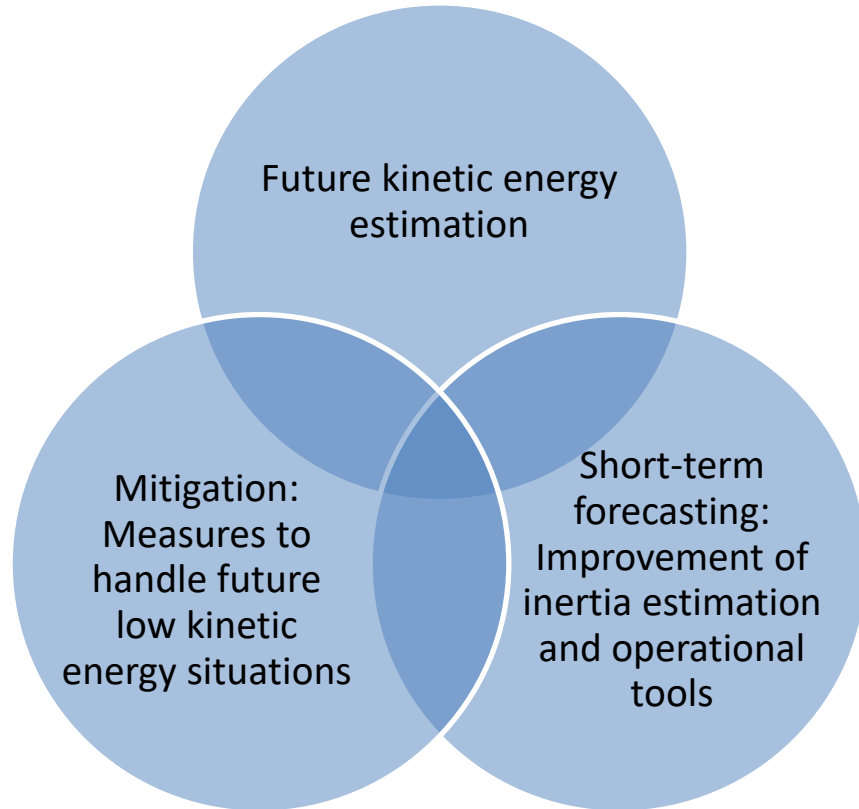 Future kinetic energy
estimation
Mitigation:
Measures to
handle future
low kinetic
energy situations
Short-term
forecasting:
Improvement of
inertia estimation
and operational
tools